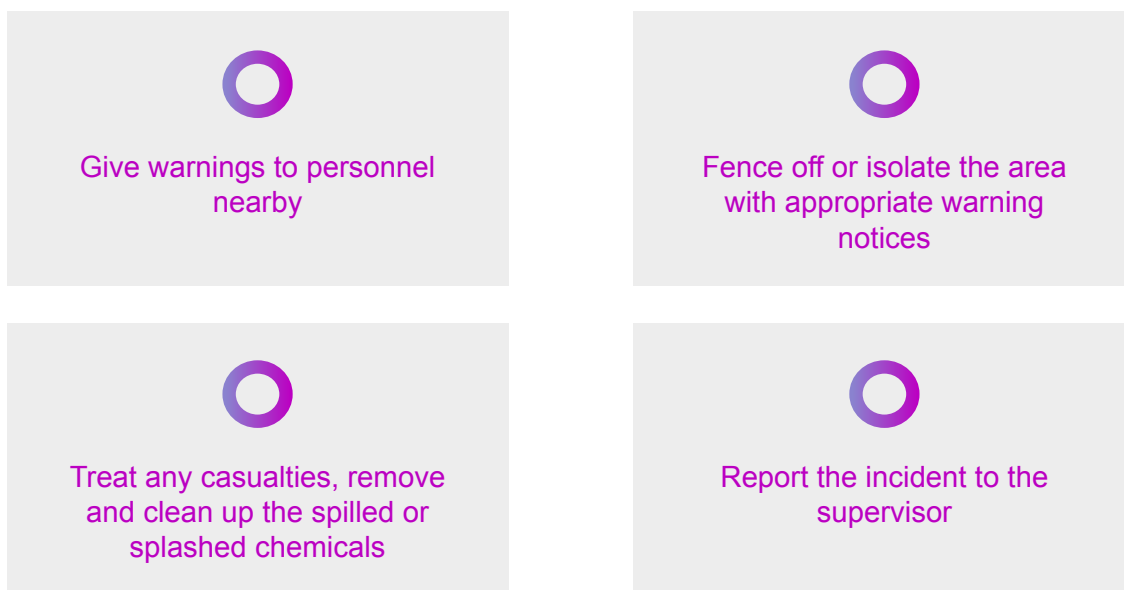 Give warnings to personnel
nearby
Fence off or isolate the area
with appropriate warning
notices
Treat any casualties, remove
and clean up the spilled or
splashed chemicals
Report the incident to the
supervisor